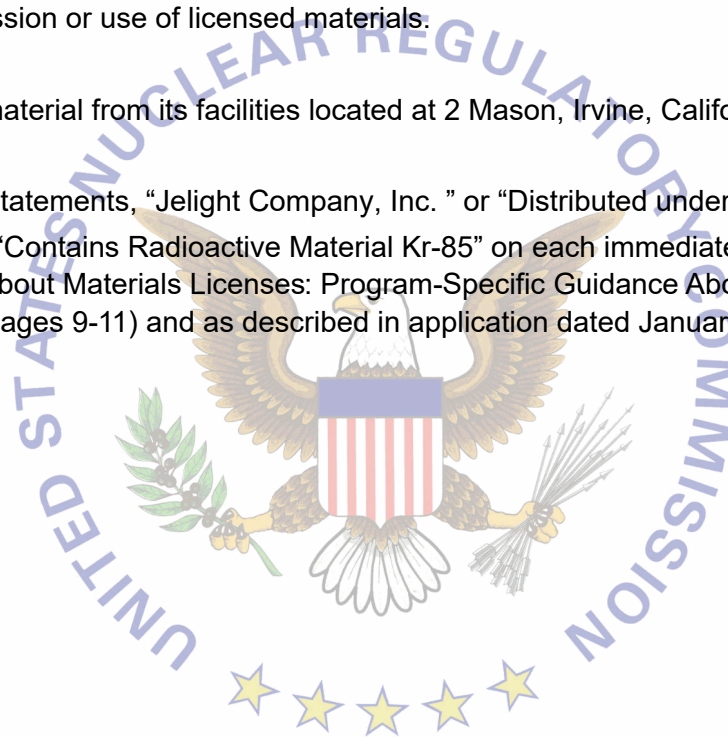 ssion or use of licensed materials.
material from its facilities located at 2 Mason, Irvine, Califo
statements, “Jelight Company, Inc. ” or “Distributed under
“Contains Radioactive Material Kr-85” on each immediate
bout Materials Licenses: Program-Specific Guidance Abo
ages 9-11) and as described in application dated Januar
UNITED STATES NUCLEAR REGULATORY COMMISSION